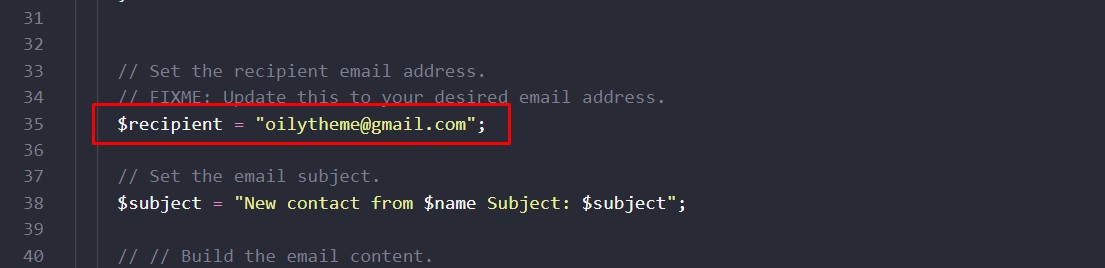 31
32
33 // Set the recipient email address.
34 // FIXME: Update this to your desired email address.
35 $recipient = "oilytheme@gmail.com";
36
37 // Set the email subject.
38 $subject = "New contact from $name Subject: $subject";
39
40 // // Build the email content.